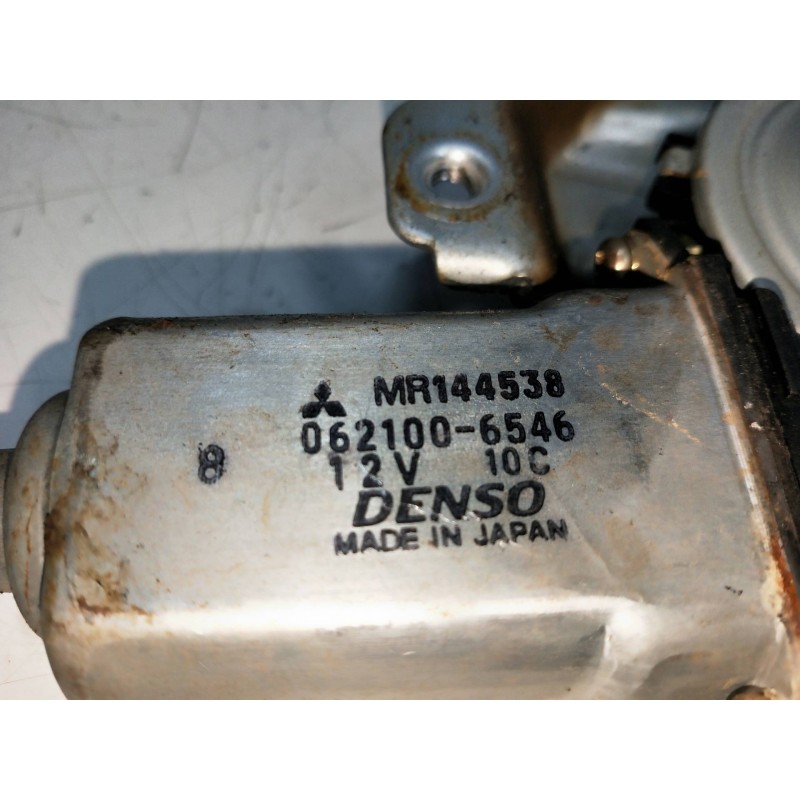 MR144538
062100-6546
8
12V 10C
DENSO
MADE IN JAPAN